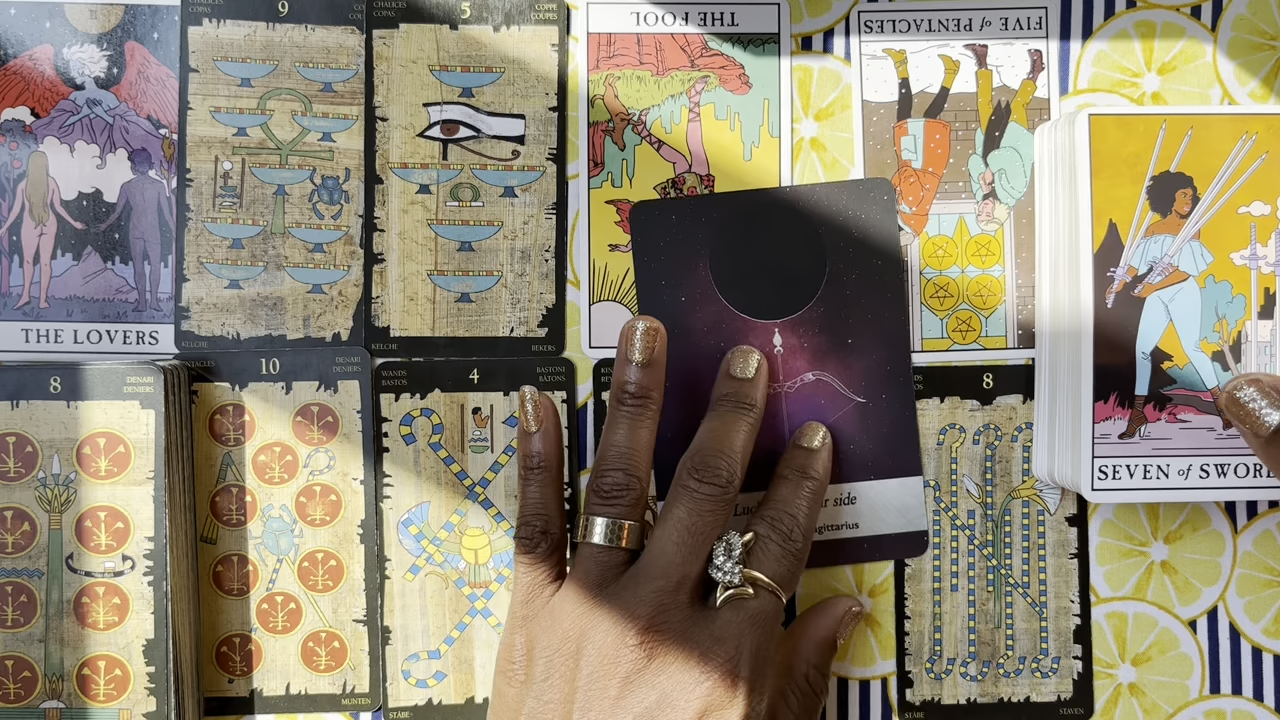 CHALICES
COPAS
9
CHALICES
COPAS
5
COPPE
COUPES
THE FOOL
FIVE of PENTACLES
THE LOVERS
KELCHE
KELCHE
BEKERS
8
DENARI
DENIERS
10
DENARI
DENIERS
WANDS
BASTOS
4
BASTONI
BÂTONS
8
SEVEN of SWORD
side
MUNTEN
STÄBE
STÄBE
STAVEN